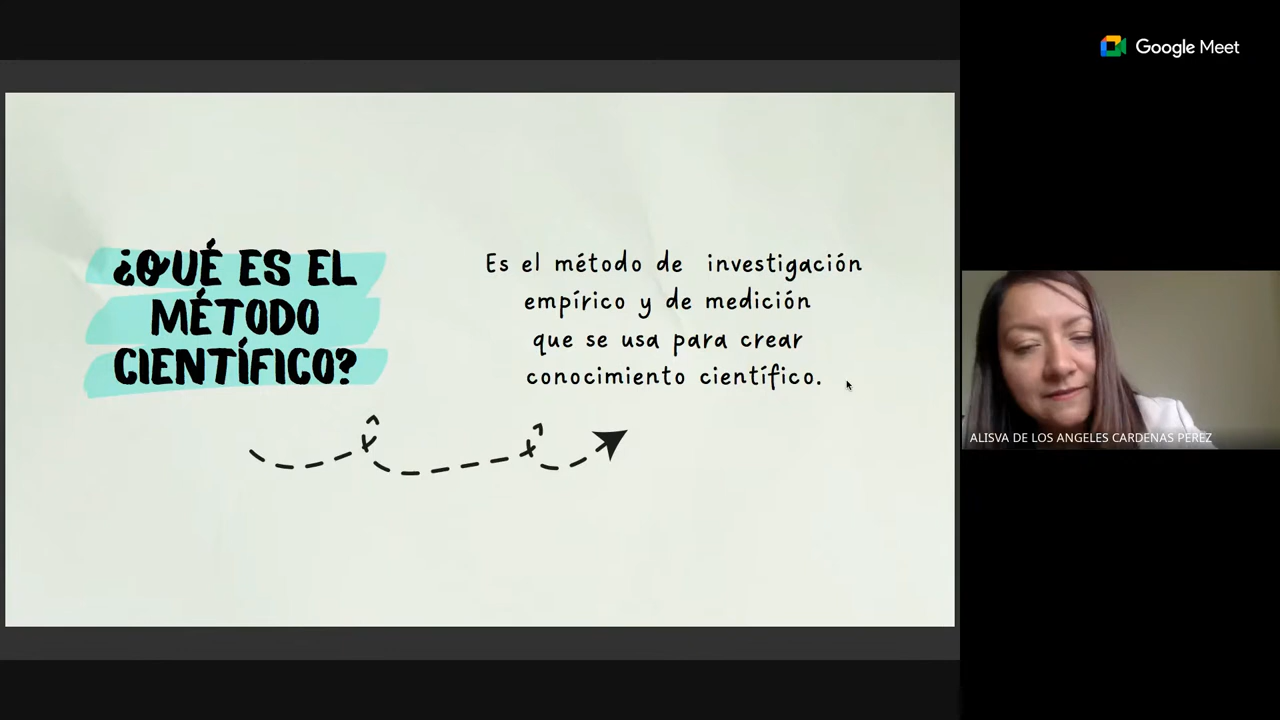 Google Meet
¿QUÉ ES EL
MÉTODO
CIENTÍFICO?
Es el método de investigación
empírico y de medición
que se usa para crear
conocimiento científico.
ALISVA DE LOS ANGELES CARDENAS PEREZ